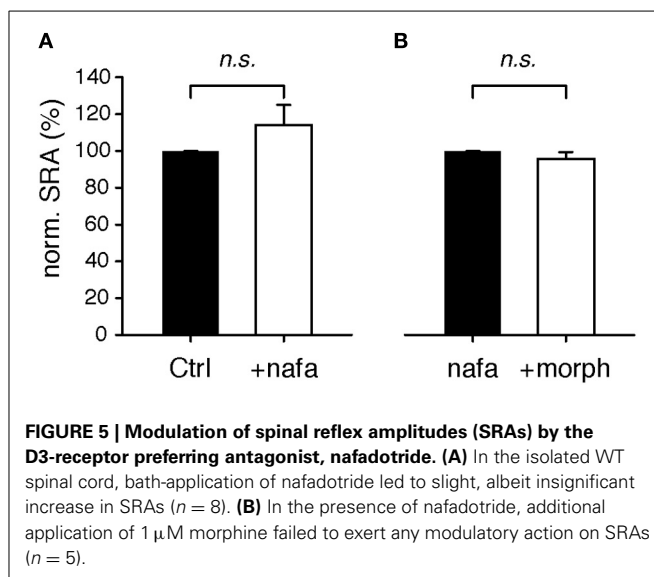 A
B
n.s.
n.s.
norm. SRA (%)
140
120
100
80
60
40
20
0
Ctrl +nafa
nafa +morph
FIGURE 5 | Modulation of spinal reflex amplitudes (SRAs) by the
D3-receptor preferring antagonist, nafadotride. (A) In the isolated WT
spinal cord, bath-application of nafadotride led to slight, albeit insignificant
increase in SRAs (n = 8). (B) In the presence of nafadotride, additional
application of 1 μM morphine failed to exert any modulatory action on SRAs
(n = 5).